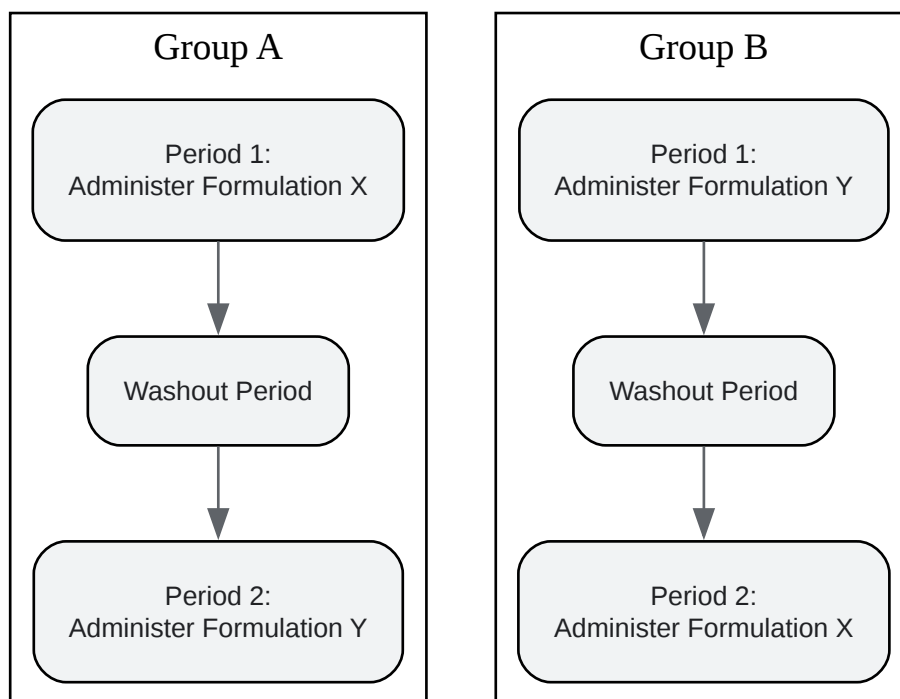 Group A
Period 1:
Administer Formulation X
Washout Period
Period 2:
Administer Formulation Y
Group B
Period 1:
Administer Formulation Y
Washout Period
Period 2:
Administer Formulation X